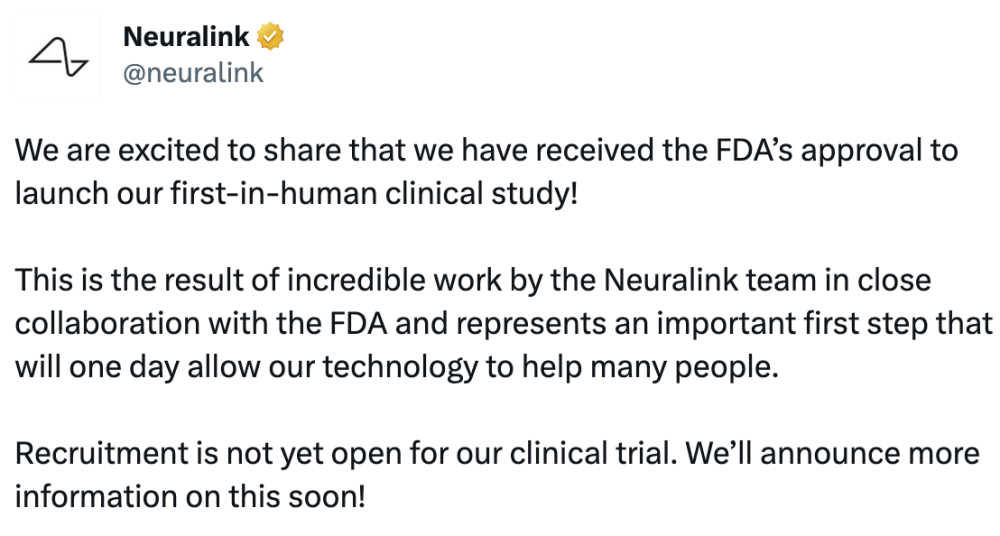 Neuralink
@neuralink
We are excited to share that we have received the FDA’s approval to
launch our first-in-human clinical study!
This is the result of incredible work by the Neuralink team in close
collaboration with the FDA and represents an important first step that
will one day allow our technology to help many people.
Recruitment is not yet open for our clinical trial. We’ll announce more
information on this soon!